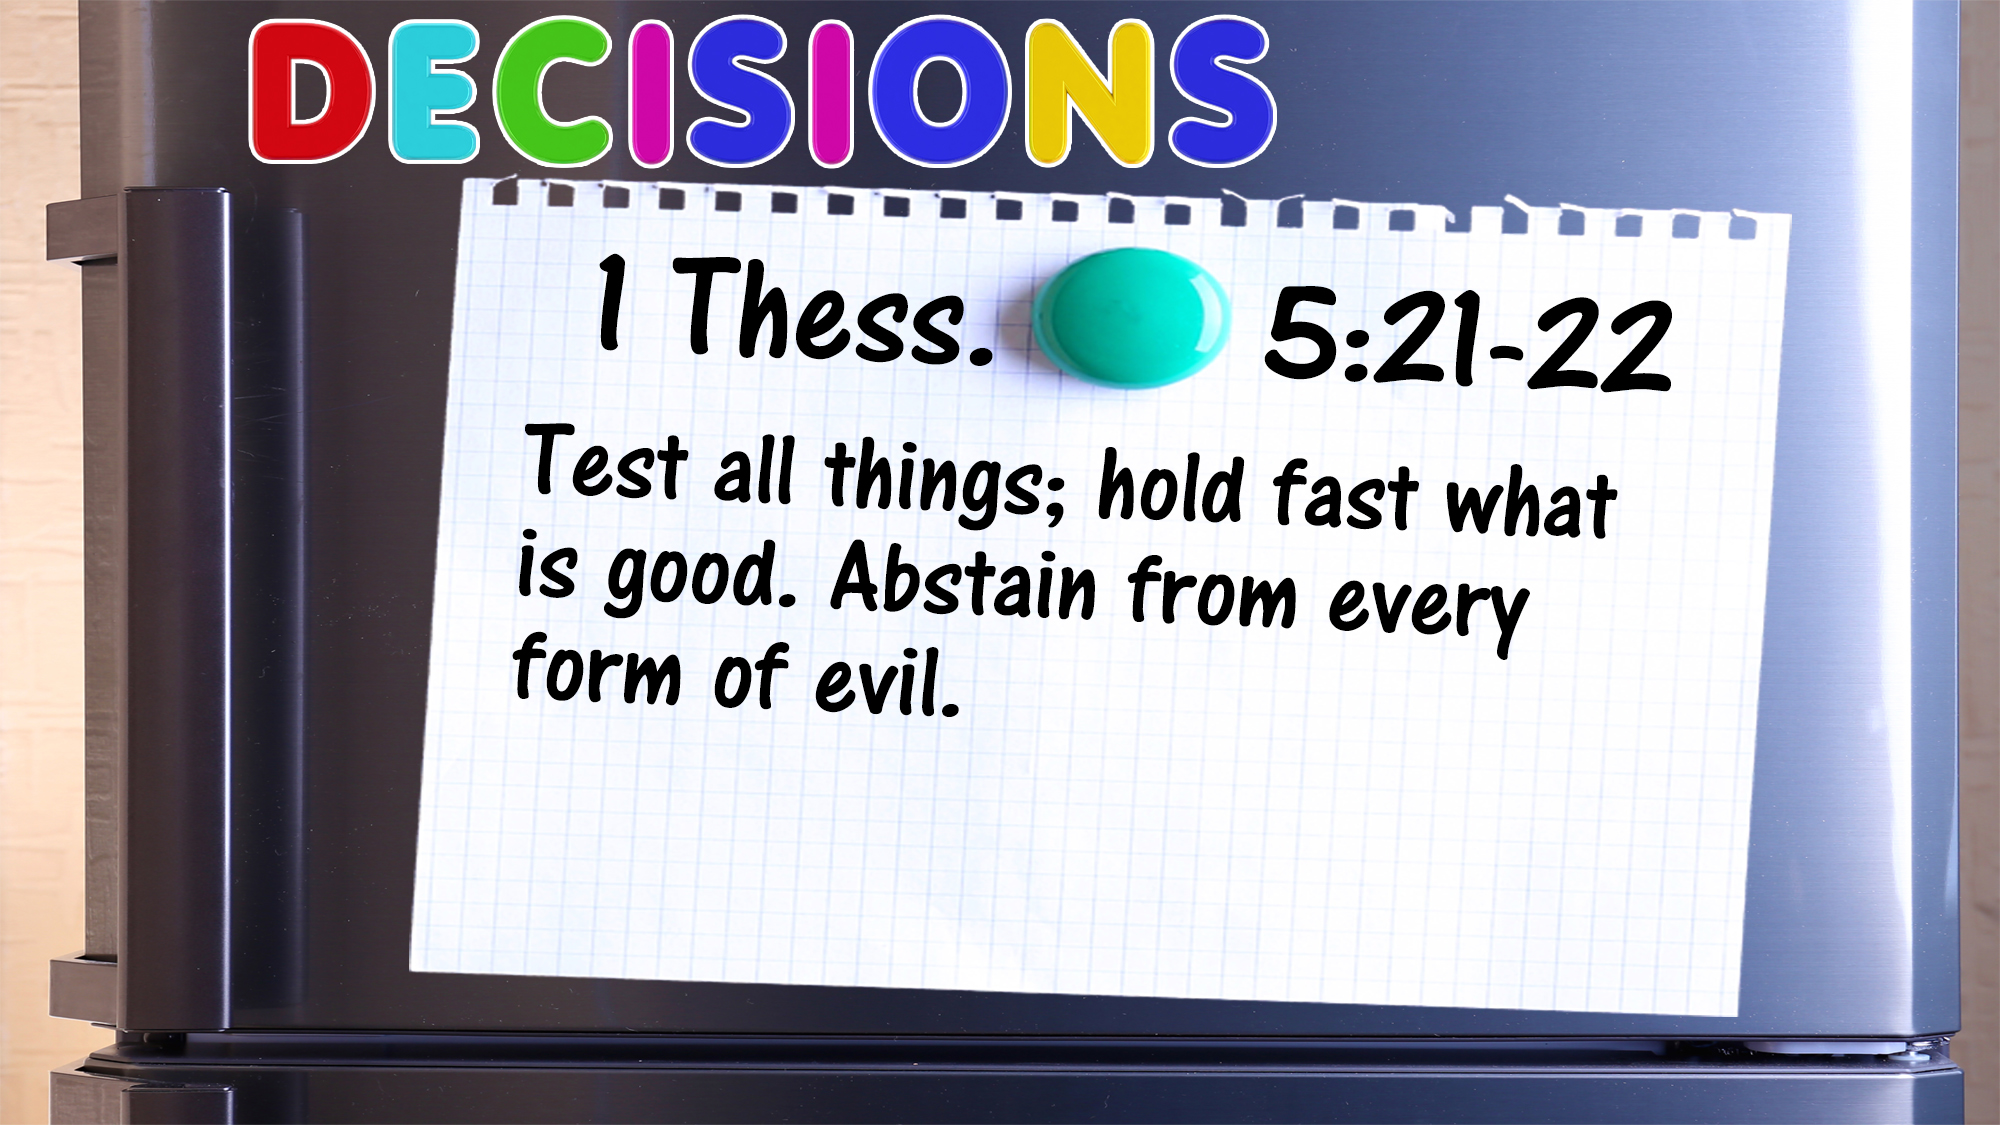 DECISIONS
1 Thess. 5:21-22
Test all things; hold fast what
is good. Abstain from every
form of evil.